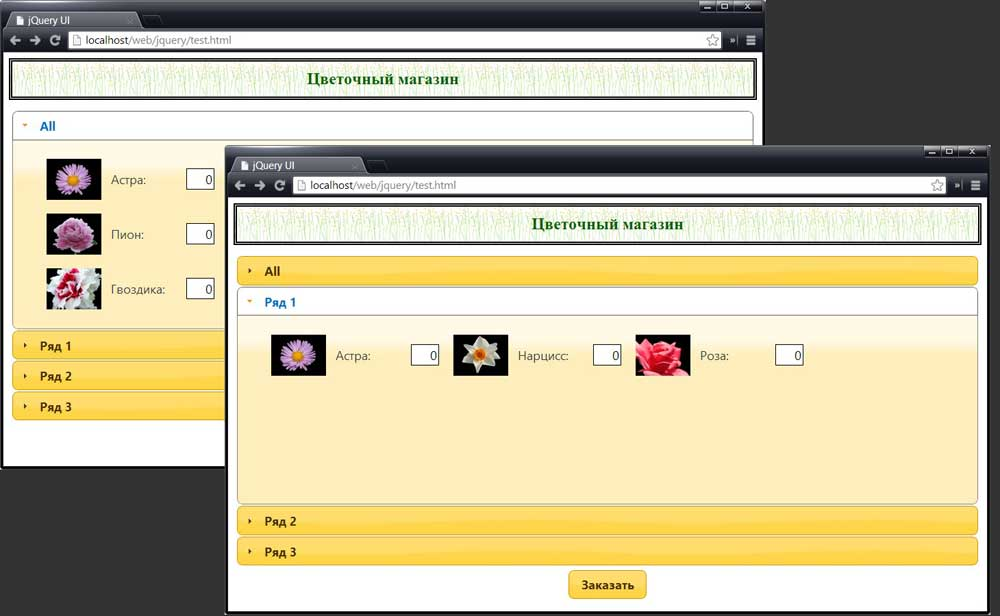 jQuery UI
localhost/web/jquery/test.html
Цветочный магазин
All
Астра: 0
Пион: 0
Гвоздика: 0
Ряд 1
Ряд 2
Ряд 3
jQuery UI
localhost/web/jquery/test.html
Цветочный магазин
All
Ряд 1
Астра: 0 Нарцисс: 0 Роза: 0
Ряд 2
Ряд 3
Заказать